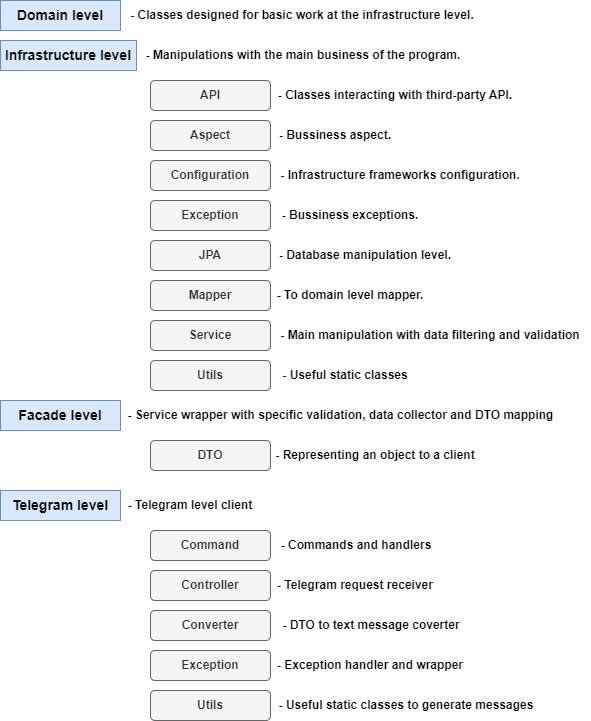 Domain level - Classes designed for basic work at the infrastructure level.
Infrastructure level - Manipulations with the main business of the program.
API - Classes interacting with third-party API.
Aspect - Bussiness aspect.
Configuration - Infrastructure frameworks configuration.
Exception - Bussiness exceptions.
JPA - Database manipulation level.
Mapper - To domain level mapper.
Service - Main manipulation with data filtering and validation
Utils - Useful static classes
Facade level - Service wrapper with specific validation, data collector and DTO mapping
DTO - Representing an object to a client
Telegram level - Telegram level client
Command - Commands and handlers
Controller - Telegram request receiver
Converter - DTO to text message coverter
Exception - Exception handler and wrapper
Utils - Useful static classes to generate messages